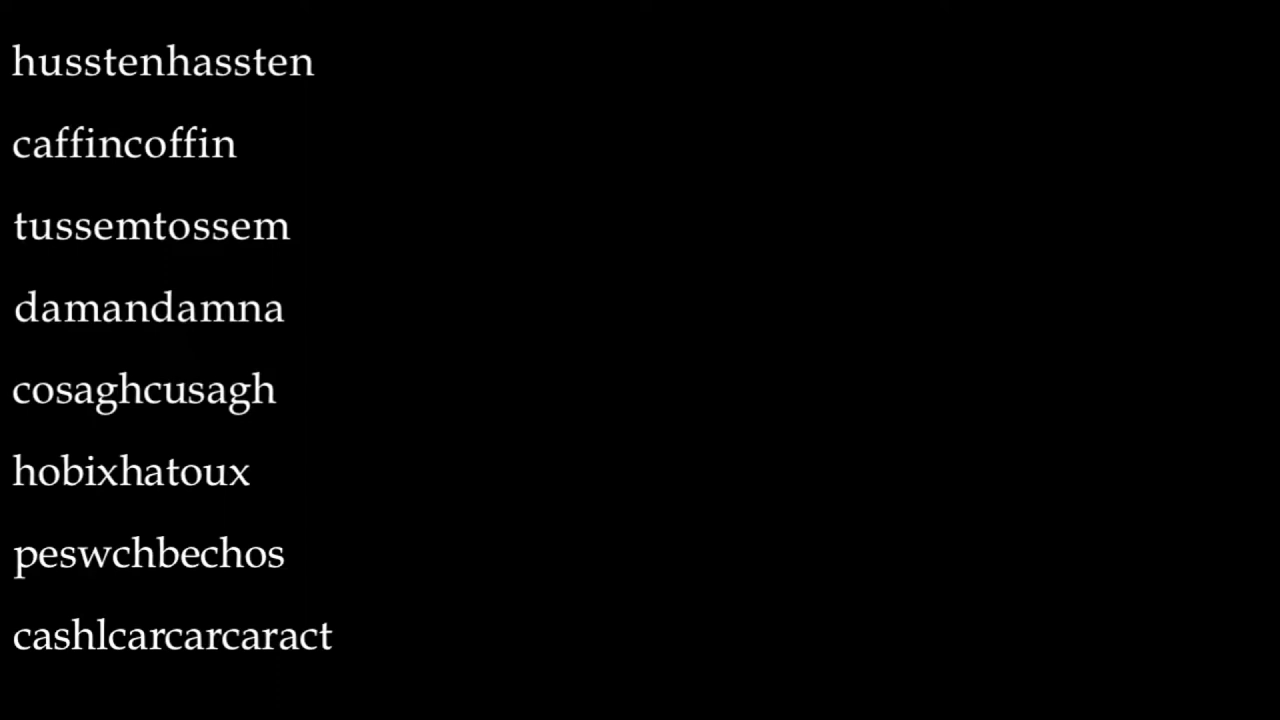 husstenhassten
caffincoffin
tussemtossem
damandamna
cosaghcusagh
hobixhatoux
peswchbechos
cashlcarcarcaract